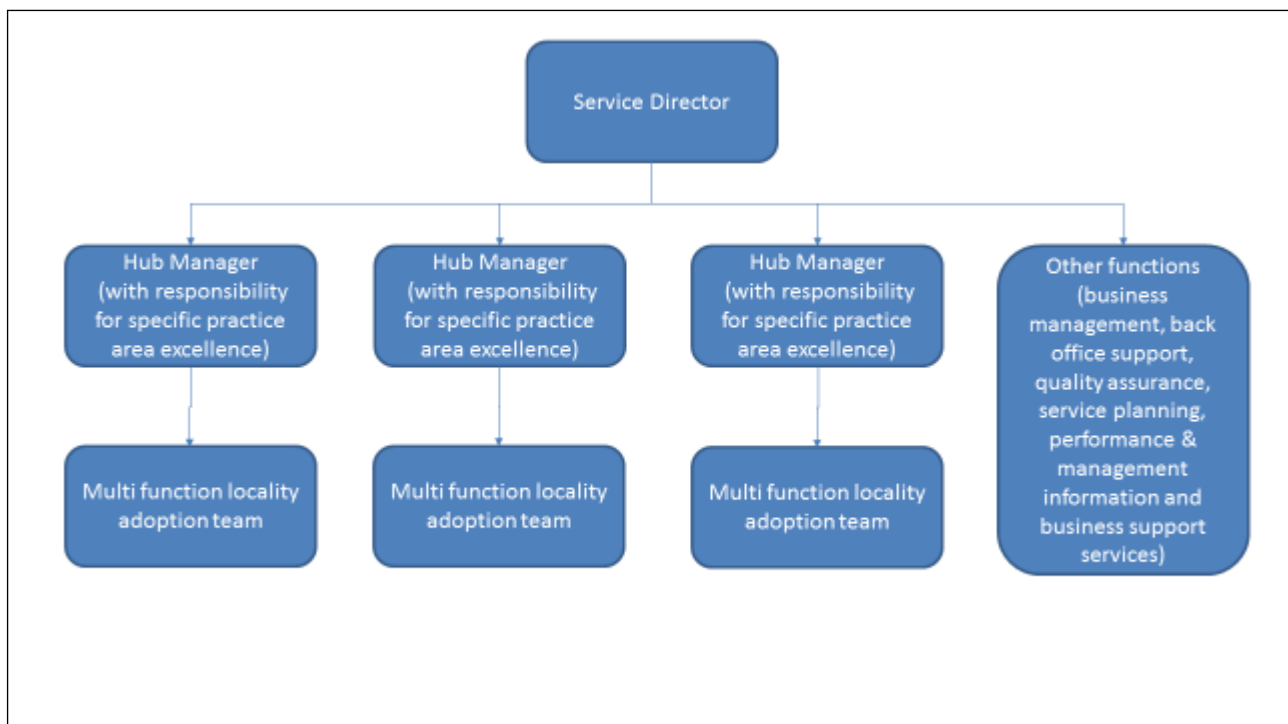 Service Director
Hub Manager
(with responsibility
for specific practice
area excellence)
Hub Manager
(with responsibility
for specific practice
area excellence)
Hub Manager
(with responsibility
for specific practice
area excellence)
Other functions
(business
management, back
office support,
quality assurance,
service planning,
performance &
management
information and
business support
services)
Multi function locality
adoption team
Multi function locality
adoption team
Multi function locality
adoption team